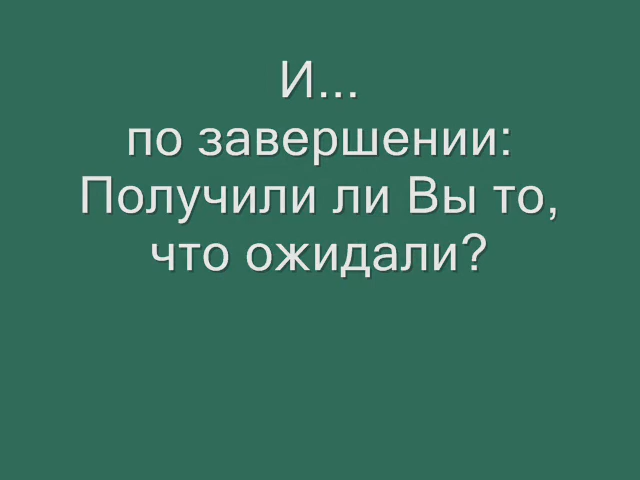 И...
по завершении:
Получили ли Вы то,
что ожидали?